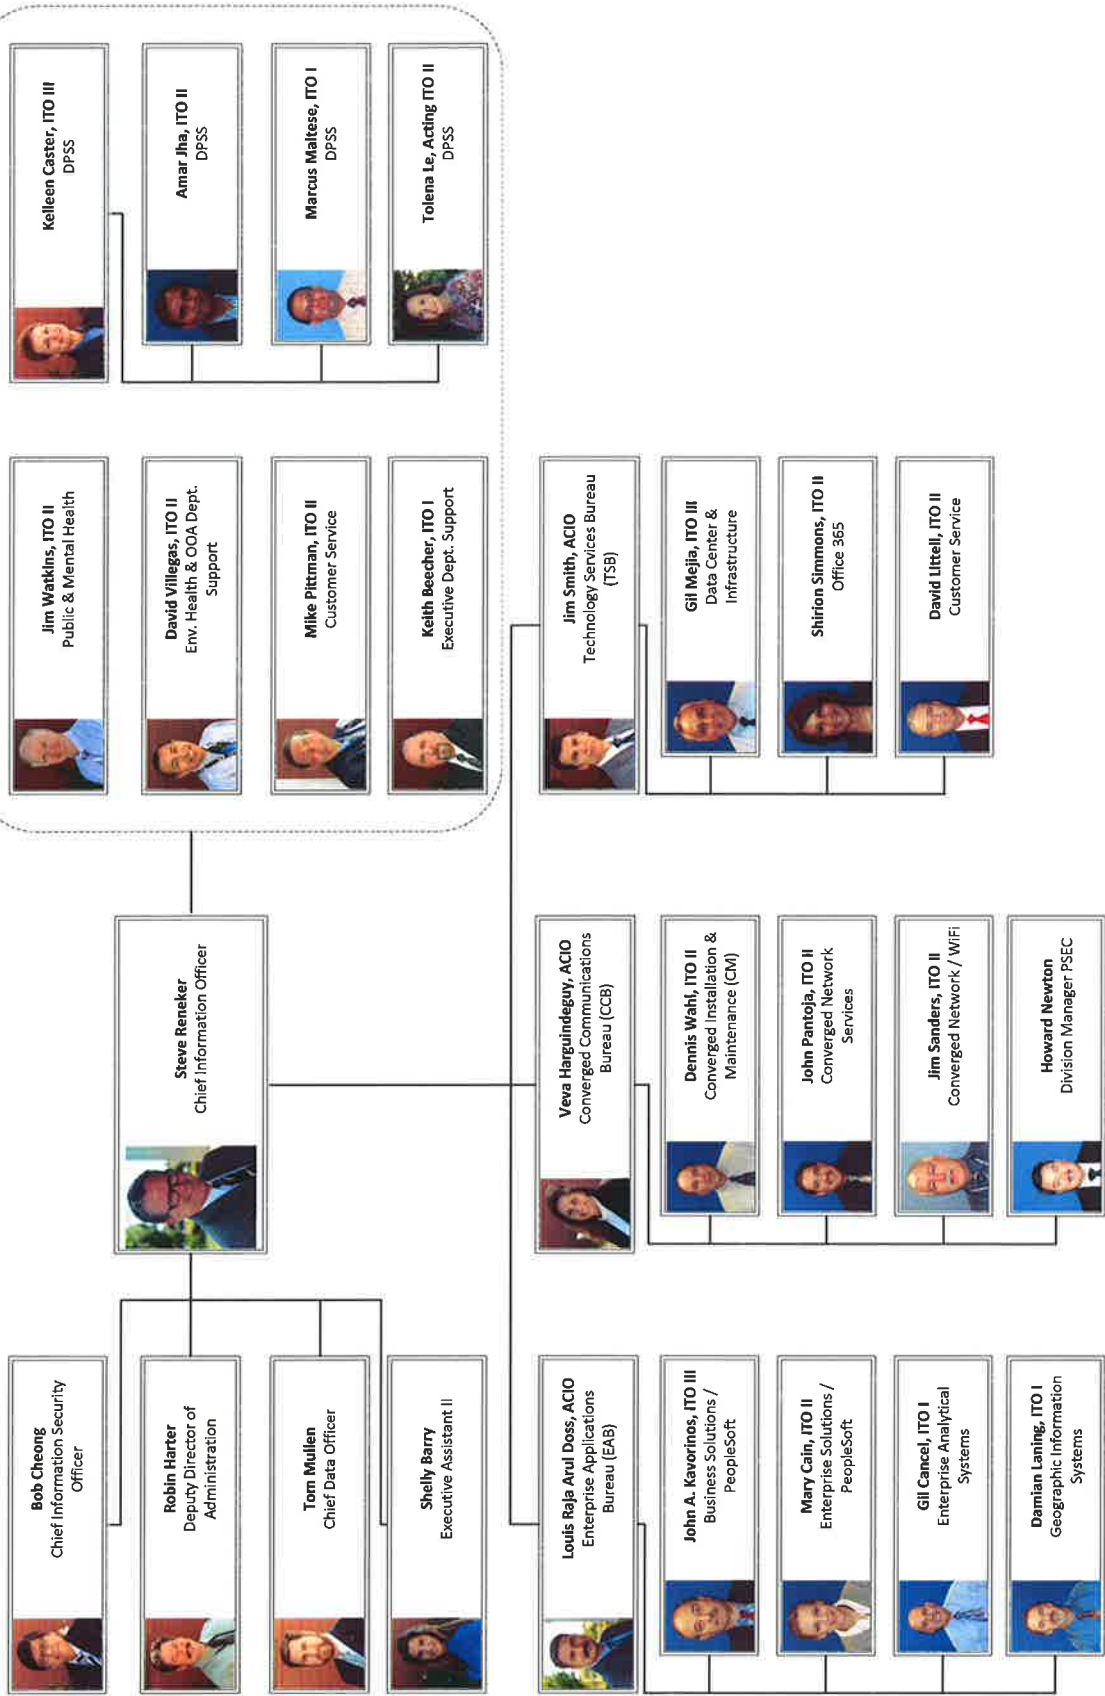 Bob Cheong
Chief Information Security
Officer
Robin Harter
Deputy Director of
Administration
Tom Mullen
Chief Data Officer
Shelly Barry
Executive Assistant II
Steve Reneker
Chief Information Officer
Jim Watkins, ITO II
Public & Mental Health
David Villegas, ITO II
Env. Health & OOA Dept.
Support
Mike Pittman, ITO II
Customer Service
Keith Beecher, ITO I
Executive Dept. Support
Kelleen Caster, ITO III
DPSS
Amar Jha, ITO II
DPSS
Marcus Maltese, ITO I
DPSS
Tolena Le, Acting ITO II
DPSS
Louis Raja Arul Doss, ACIO
Enterprise Applications
Bureau (EAB)
John A. Kavorinos, ITO III
Business Solutions /
PeopleSoft
Mary Cain, ITO II
Enterprise Solutions /
PeopleSoft
Gil Cancel, ITO I
Enterprise Analytical
Systems
Damian Laning, ITO I
Geographic Information
Systems
Veva Harguindeguy, ACIO
Converged Communications
Bureau (CCB)
Dennis Wahl, ITO II
Converged Installation &
Maintenance (CM)
John Pantoja, ITO II
Converged Network
Services
Jim Sanders, ITO II
Converged Network / WiFi
Howard Newton
Division Manager PSEC
Jim Smith, ACIO
Technology Services Bureau
(TSB)
Gil Mejia, ITO III
Data Center &
Infrastructure
Shirion Simmons, ITO II
Office 365
David Littell, ITO II
Customer Service